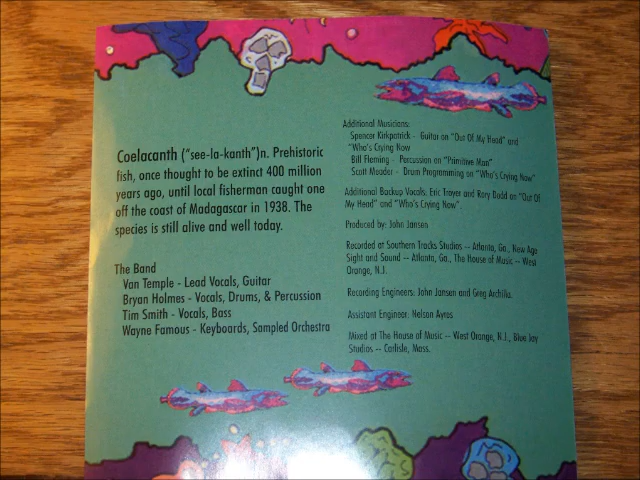 Coelacanth ("see-la-kanth")n. Prehistoric
fish, once thought to be extinct 400 million
years ago, until local fisherman caught one
off the coast of Madagascar in 1938. The
species is still alive and well today.
The Band
Van Temple - Lead Vocals, Guitar
Bryan Holmes - Vocals, Drums, & Percussion
Tim Smith - Vocals, Bass
Wayne Famous - Keyboards, Sampled Orchestra
Additional Musicians:
Spencer Kirkpatrick - Guitar on "Out Of My Head" and
"Who's Crying Now
Bill Fleming - Percussion on "Primitive Man"
Scott Meader - Drum Programming on "Who's Crying Now"
Additional Backup Vocals: Eric Troyer and Rory Dodd on "Out Of
My Head" and "Who's Crying Now".
Produced by: John Jansen
Recorded at Southern Tracks Studios -- Atlanta, Ga., New Age
Sight and Sound -- Atlanta, Ga., The House of Music -- West
Orange, N.J.
Recording Engineers: John Jansen and Greg Archilla.
Assistant Engineer: Nelson Ayres
Mixed at The House of Music -- West Orange, N.J., Blue Jay
Studios -- Carlisle, Mass.